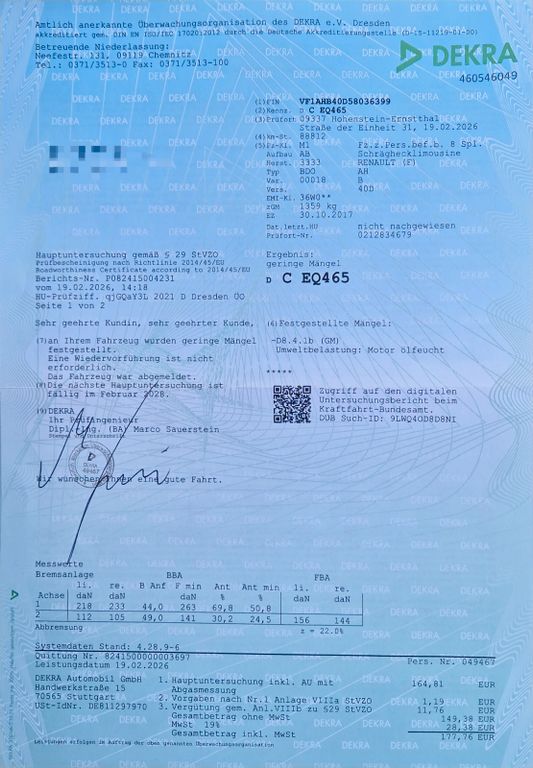 Amtlich anerkannte Überwachungsorganisation des DEKRA e.V. Dresden
akkreditiert gem. DIN EN ISO/IEC 17020:2012 durch die Deutsche Akkreditierungsstelle (D-IS-11219-01-00)
Betreuende Niederlassung:
Neefestr. 131, 09119 Chemnitz
Tel.: 0371/3513-0 Fax: 0371/3513-100
DEKRA
460546049
(1) FIN VF1AHB40D58036399
(2) Kennz. D C EQ465
(3) Prüfort 09337 Hohenstein-Ernstthal
Straße der Einheit 31, 19.02.2026
(4) km-St. 88812
(5) Fz-Kl. M1 Fz.z.Pers.bef.b. 8 Spl.
Aufbau AB Schräghecklimousine
Herst. 3333 RENAULT (F)
Typ BDO AH
Var. 00D18 B
Vers. 40D
EMI-Kl. 36W0**
zGM 1359 kg
EZ 30.10.2017
Dat.letzt.HU nicht nachgewiesen
Prüfort-Nr. 0212834679
Hauptuntersuchung gemäß § 29 StVZO
Prüfbescheinigung nach Richtlinie 2014/45/EU
Roadworthiness Certificate according to 2014/45/EU
Berichts-Nr. P082415004231
vom 19.02.2026, 14:18
HU-Prüfziff. qjGQaY3L 2021 D Dresden ÜO
Seite 1 von 2
Ergebnis:
geringe Mängel
D C EQ465
Sehr geehrte Kundin, sehr geehrter Kunde,
(7) an Ihrem Fahrzeug wurden geringe Mängel
festgestellt.
Eine Wiedervorführung ist nicht
erforderlich.
Das Fahrzeug war abgemeldet.
(8) Die nächste Hauptuntersuchung ist
fällig im Februar 2028.
(9) DEKRA
Ihr Prüfingenieur
Dipl.-Ing. (BA) Marco Sauerstein
Stempel und Unterschrift
DEKRA
Wir wünschen Ihnen eine gute Fahrt.
(6) Festgestellte Mängel:
-D8.4.1b (GM)
Umweltbelastung: Motor ölfeucht
*****
Zugriff auf den digitalen
Untersuchungsbericht beim
Kraftfahrt-Bundesamt.
DUB Such-ID: 9LWQ4OD8D8NI
Messwerte
Bremsanlage BBA FBA
li. re. B Anf F min Ant Ant min li. re.
Achse daN daN daN % % daN daN
1 218 233 44,0 263 69,8 50,8
2 112 105 49,0 141 30,2 24,5 156 144
Abbremsung z = 22.0%
Systemdaten Stand: 4.28.9-6
Quittung Nr. 8241500000003697
Leistungsdatum 19.02.2026
Pers. Nr. 049467
DEKRA Automobil GmbH
Handwerkstraße 15
70565 Stuttgart
USt-IdNr. DE811297970
1. Hauptuntersuchung inkl. AU mit 164,81 EUR
Abgasmessung
2. Vorgaben nach Nr.1 Anlage VIIIa StVZO 1,19 EUR
3. Vergütung gem. Anl.VIIIb zu §29 StVZO 11,76 EUR
Gesamtbetrag ohne MwSt 149,38 EUR
MwSt 19% 28,38 EUR
Gesamtbetrag inkl. MwSt 177,76 EUR
Leistungen erfolgen im Auftrag der oben genannten Überwachungsorganisation